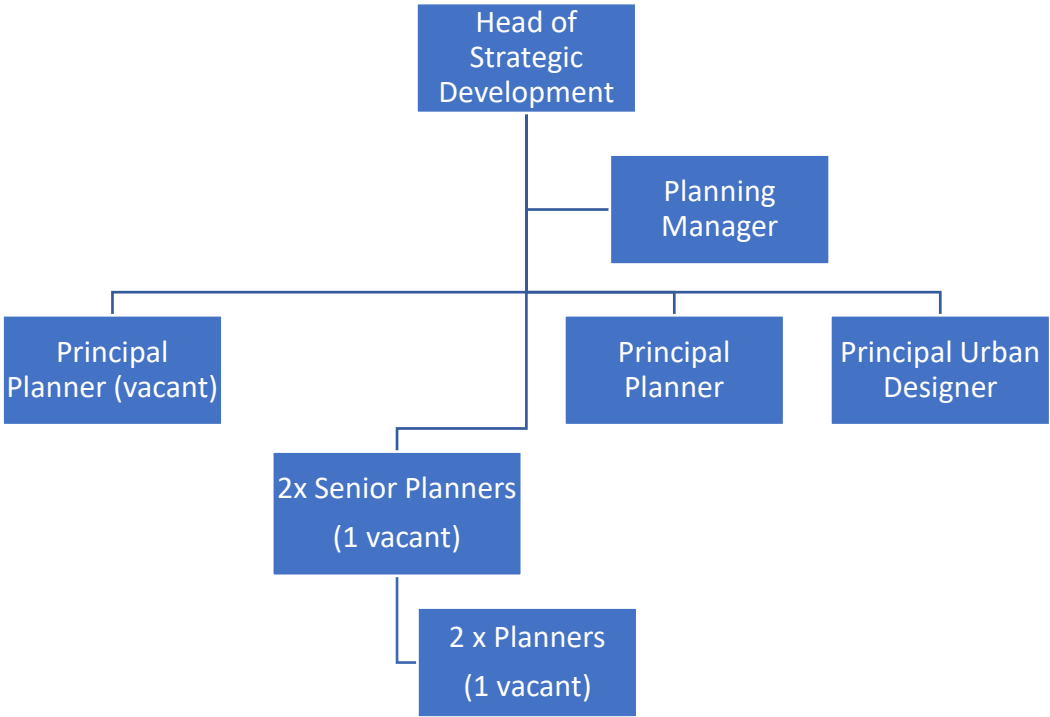 Head of
Strategic
Development
Planning
Manager
Principal
Planner (vacant)
Principal
Planner
Principal Urban
Designer
2x Senior Planners
(1 vacant)
2 x Planners
(1 vacant)